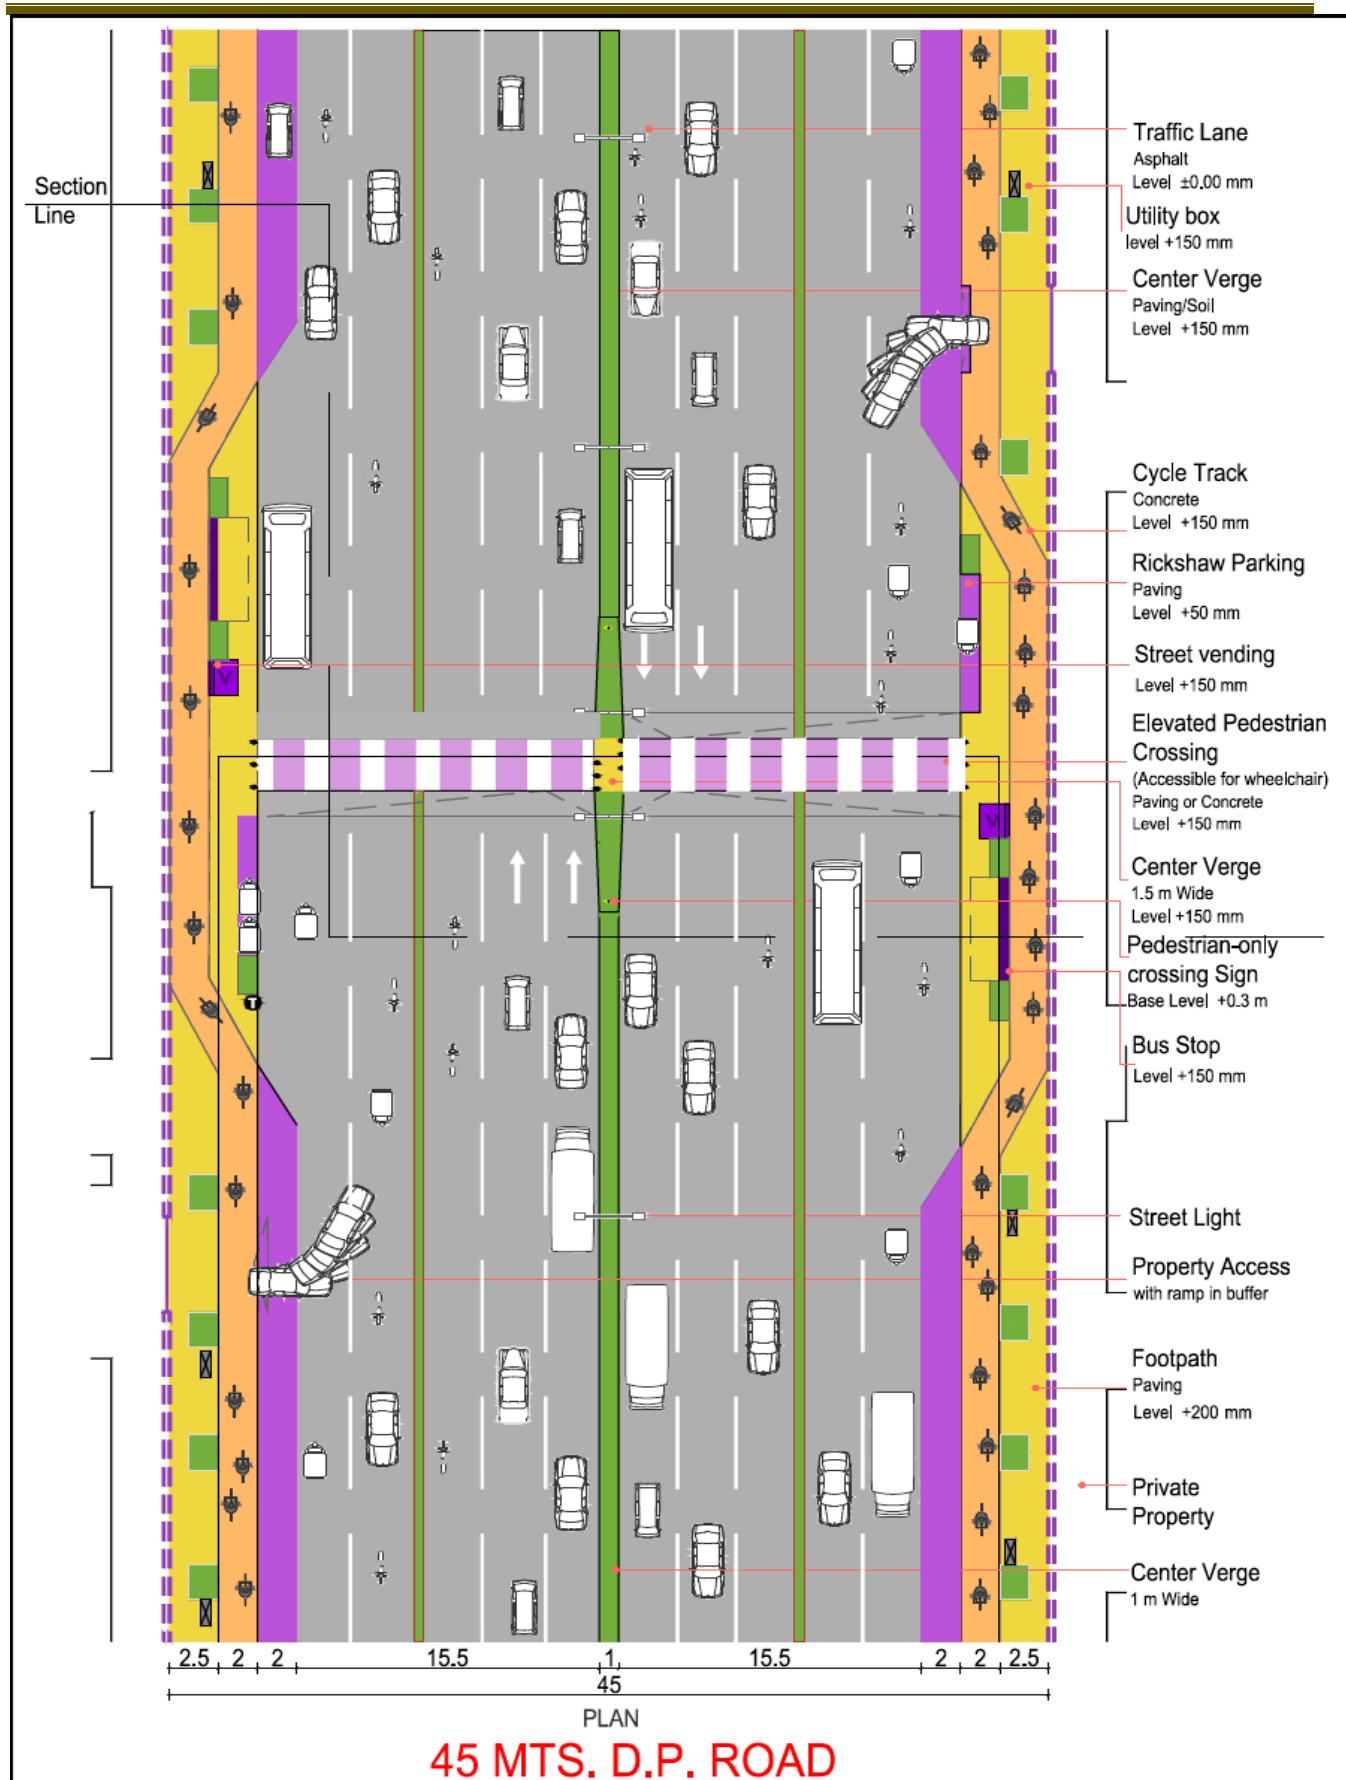 Section
Line
Traffic Lane
Asphalt
Level ±0.00 mm
Utility box
level +150 mm
Center Verge
Paving/Soil
Level +150 mm
Cycle Track
Concrete
Level +150 mm
Rickshaw Parking
Paving
Level +50 mm
Street vending
Level +150 mm
Elevated Pedestrian
Crossing
(Accessible for wheelchair)
Paving or Concrete
Level +150 mm
Center Verge
1.5 m Wide
Level +150 mm
Pedestrian-only
crossing Sign
Base Level +0.3 m
Bus Stop
Level +150 mm
Street Light
Property Access
with ramp in buffer
Footpath
Paving
Level +200 mm
Private
Property
Center Verge
1 m Wide
V
V
T
2.5 2 2 15.5 1 15.5 2 2 2.5
45
PLAN
45 MTS. D.P. ROAD